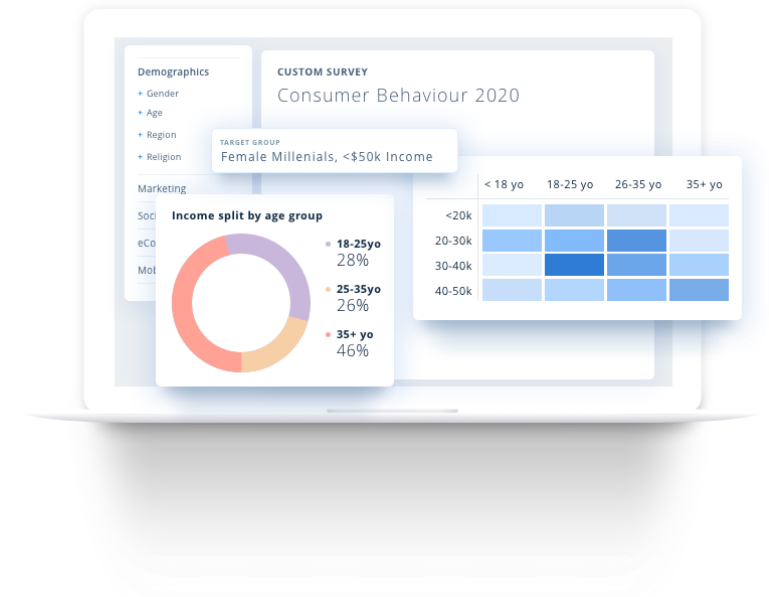 Demographics
+ Gender
+ Age
+ Region
+ Religion
Marketing
CUSTOM SURVEY
Consumer Behaviour 2020
TARGET GROUP
Female Millenials, <$50k Income
Income split by age group
18-25yo
28%
25-35yo
26%
35+ yo
46%
< 18 yo 18-25 yo 26-35 yo 35+ yo
<20k
20-30k
30-40k
40-50k